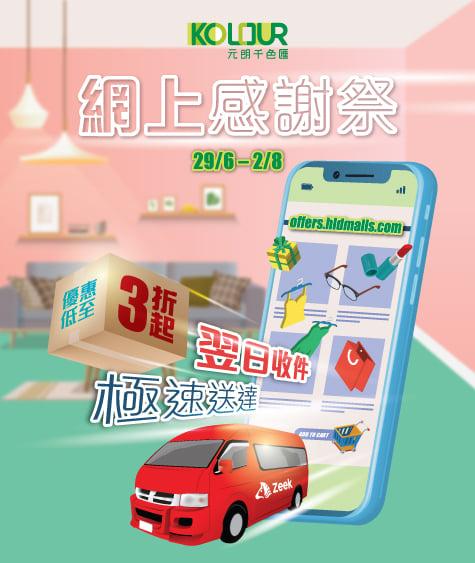 KOLOUR
元朗千色匯
網上感謝祭
29/6 – 2/8
offers.hldmalls.com
優惠
低至
3折起
翌日收件
極速送達
ADD TO CART
Zeek